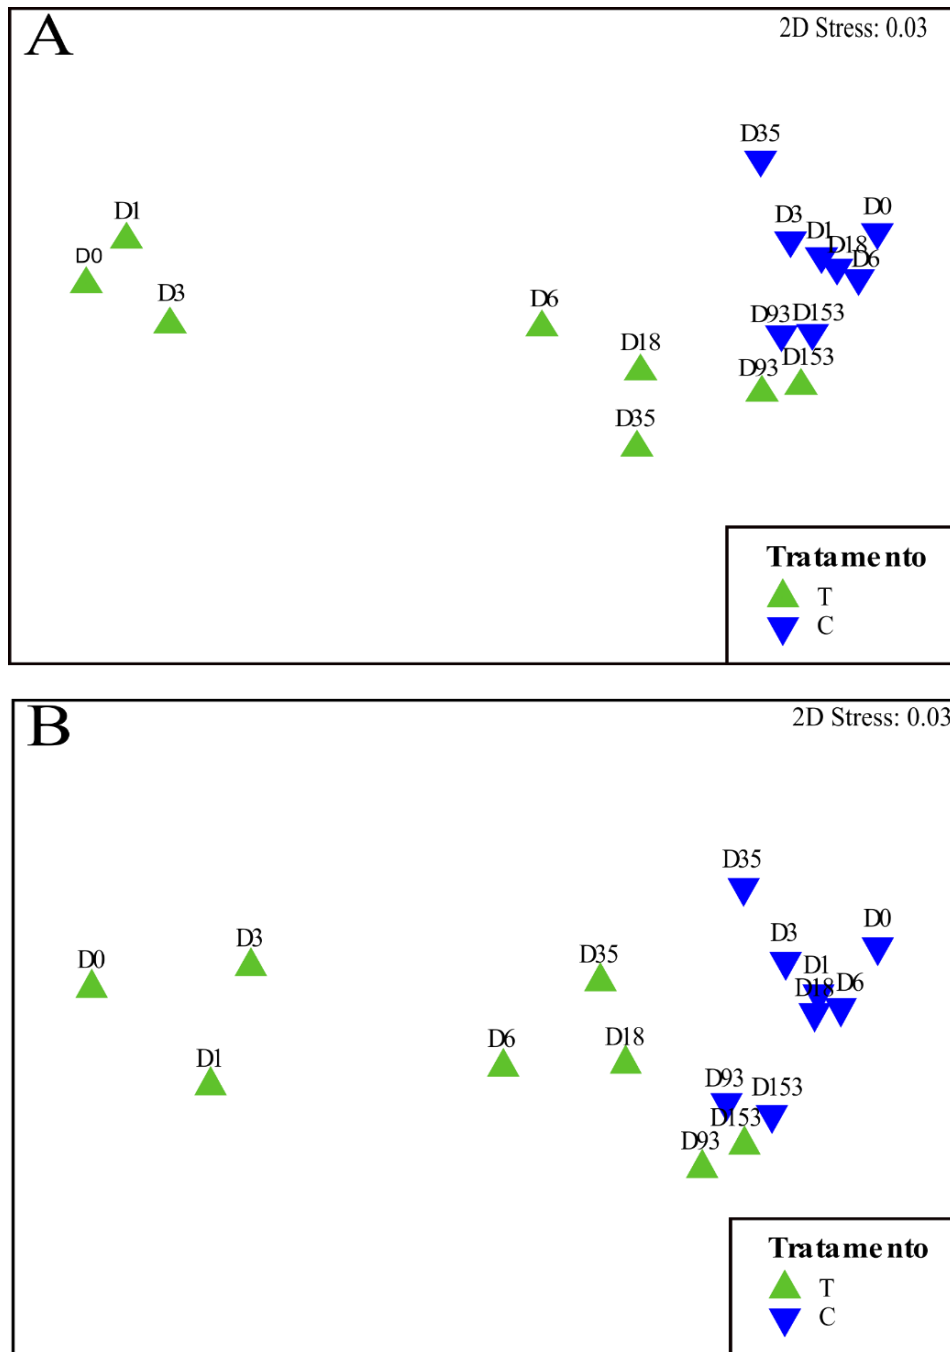 A
2D Stress: 0.03
D35
D1
D3
D0
D1
D18
D0
D6
D3
D6
D93
D153
D18
D93
D153
D35
Tratamento
T
C
B
2D Stress: 0.03
D35
D0
D3
D3
D0
D35
D1
D6
D18
D6
D18
D1
D93
D153
D153
D93
Tratamento
T
C